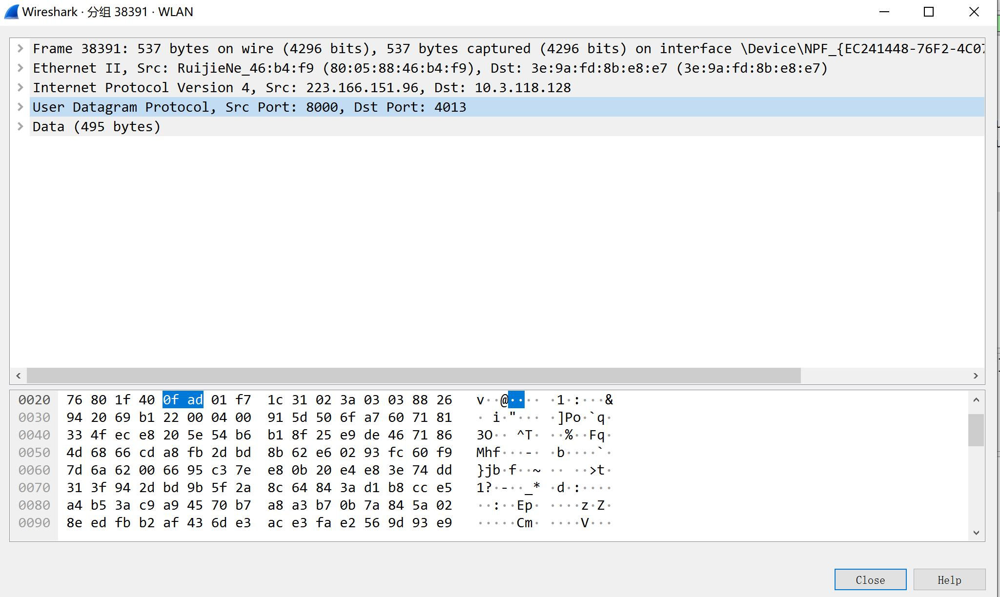 Wireshark · 分组 38391 · WLAN
Frame 38391: 537 bytes on wire (4296 bits), 537 bytes captured (4296 bits) on interface \Device\NPF_{EC241448-76F2-4C07
Ethernet II, Src: RuijieNe_46:b4:f9 (80:05:88:46:b4:f9), Dst: 3e:9a:fd:8b:e8:e7 (3e:9a:fd:8b:e8:e7)
Internet Protocol Version 4, Src: 223.166.151.96, Dst: 10.3.118.128
User Datagram Protocol, Src Port: 8000, Dst Port: 4013
Data (495 bytes)
0020 76 80 1f 40 0f ad 01 f7 1c 31 02 3a 03 03 88 26 v··@···· ·1·:···&
0030 94 20 69 b1 22 00 04 00 91 5d 50 6f a7 60 71 81 · i·"··· ·]Po·`q·
0040 33 4f ec e8 20 5e 54 b6 b1 8f 25 e9 de 46 71 86 3O·· ^T· ··%··Fq·
0050 4d 68 66 cd a8 fb 2d bd 8b 62 e6 02 93 fc 60 f9 Mhf···-· ·b····`·
0060 7d 6a 62 00 66 95 c3 7e e8 0b 20 e4 e8 3e 74 dd }jb·f··~ ·· ··>t·
0070 31 3f 94 2d bd 9b 5f 2a 8c 64 84 3a d1 b8 cc e5 1?·-··_* ·d·:····
0080 a4 b5 3a c9 a9 45 70 b7 a8 a3 b7 0b 7a 84 5a 02 ··:··Ep· ····z·Z·
0090 8e ed fb b2 af 43 6d e3 ac e3 fa e2 56 9d 93 e9 ·····Cm· ····V···
Close Help